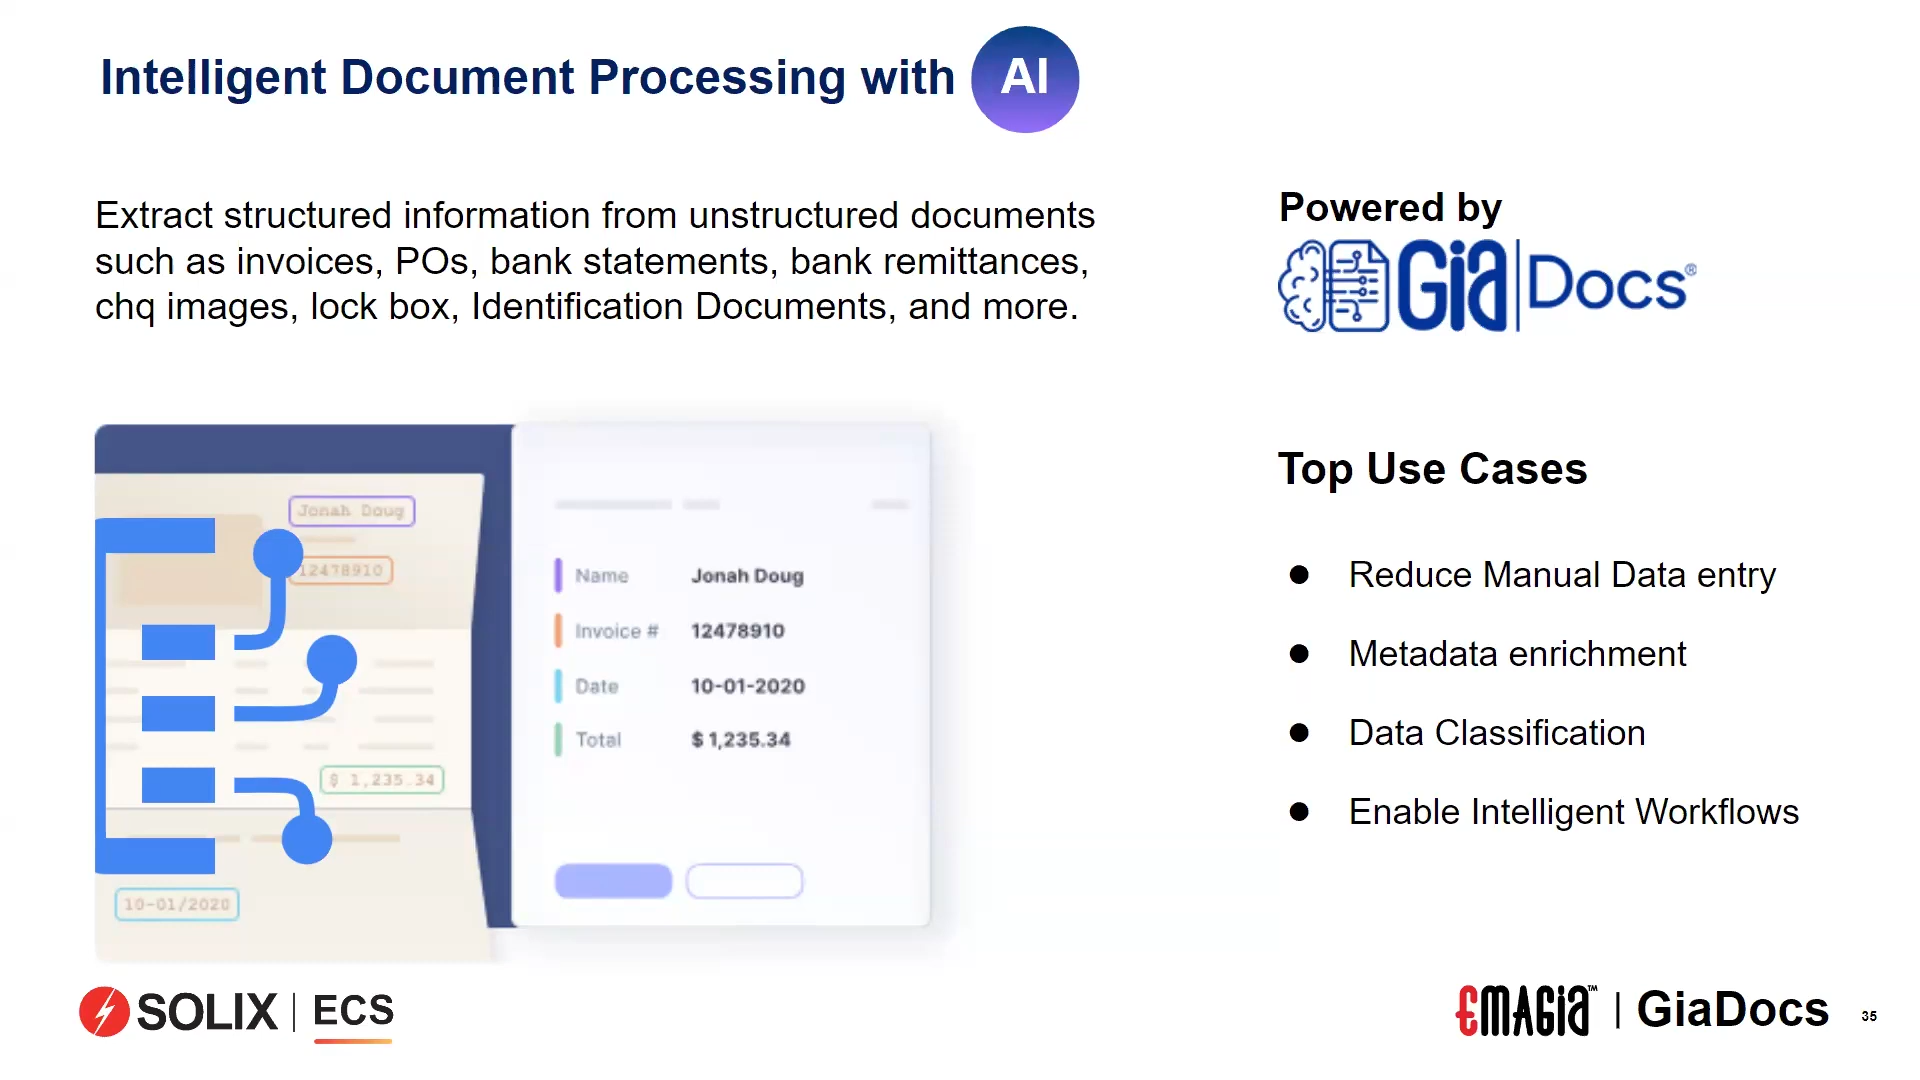 Intelligent Document Processing with AI
Extract structured information from unstructured documents
such as invoices, POs, bank statements, bank remittances,
chq images, lock box, Identification Documents, and more.
Powered by
Gia Docs®
Jonah Doug
12478910
$ 1,235.34
10-01/2020
Name Jonah Doug
Invoice # 12478910
Date 10-01-2020
Total $ 1,235.34
Top Use Cases
● Reduce Manual Data entry
● Metadata enrichment
● Data Classification
● Enable Intelligent Workflows
SOLIX | ECS
EMAGIA™ | GiaDocs
35